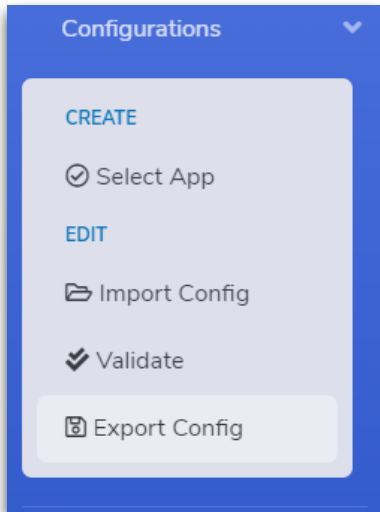 Configurations
CREATE
Select App
EDIT
Import Config
Validate
Export Config